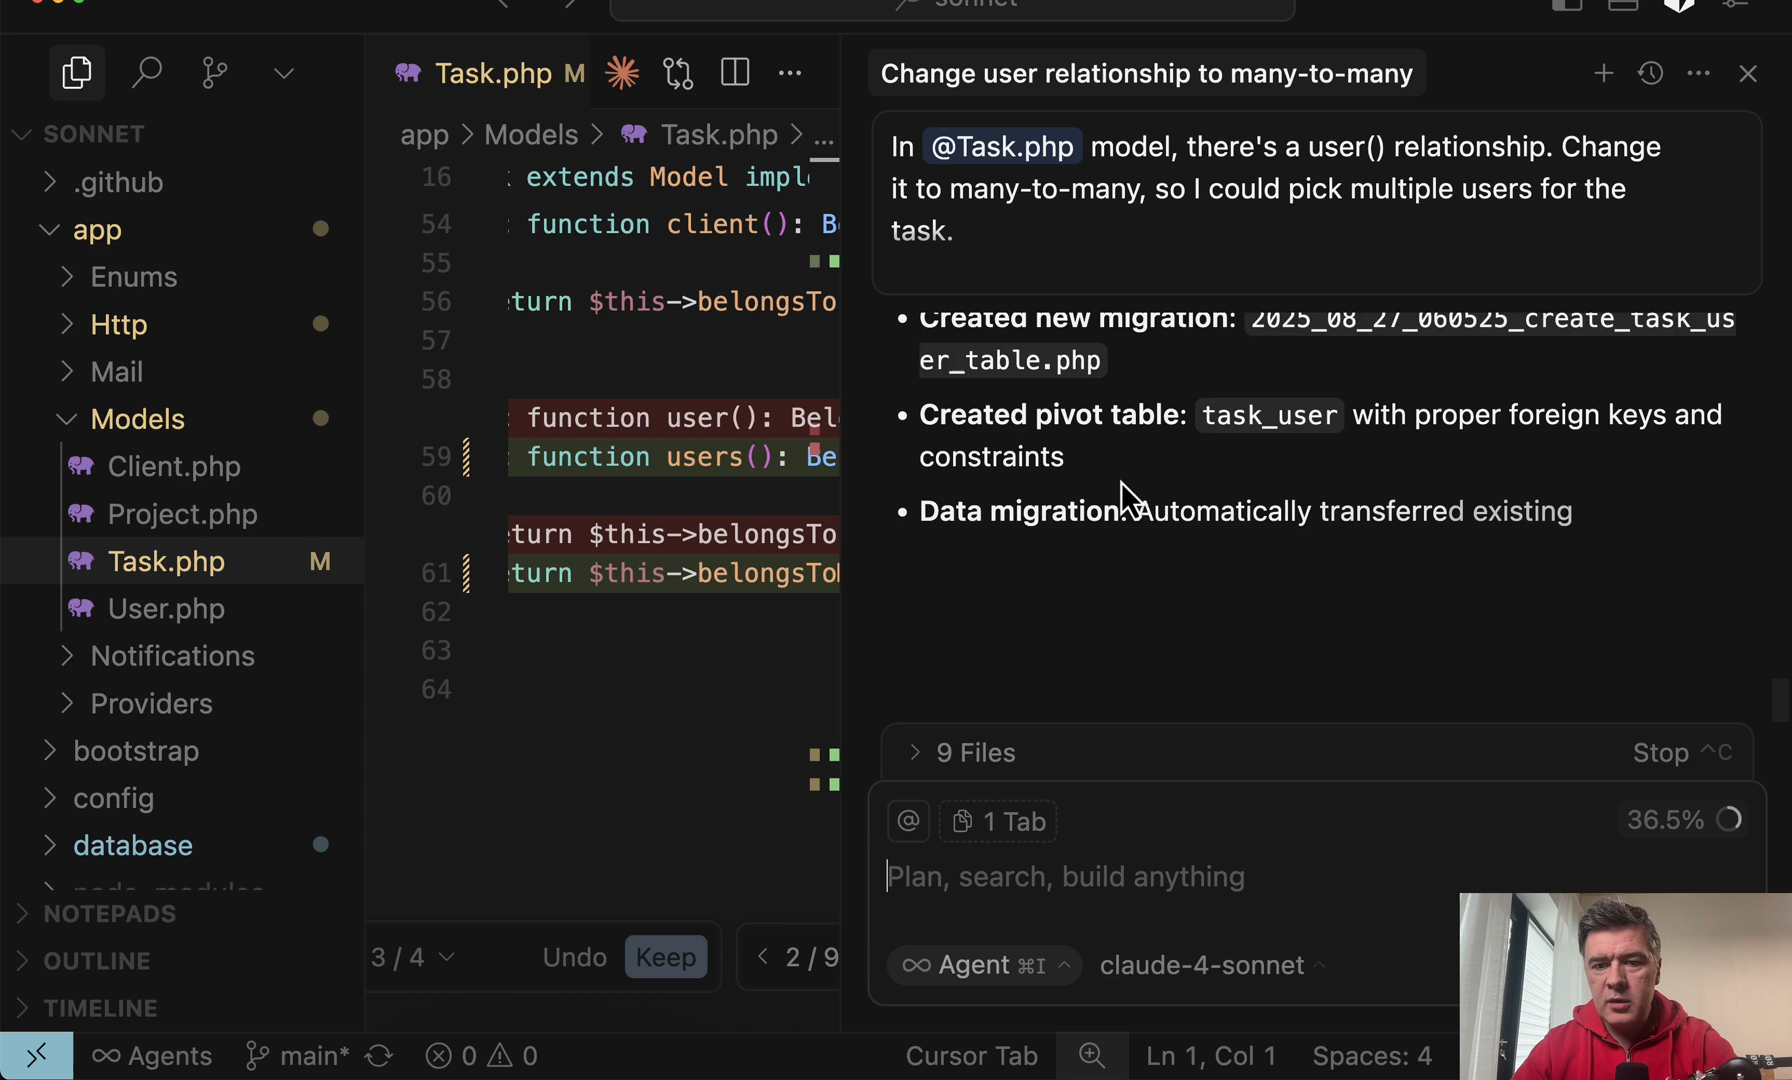 sonnet
Task.php M
Change user relationship to many-to-many
SONNET
.github
app
Enums
Http
Mail
Models
Client.php
Project.php
Task.php M
User.php
Notifications
Providers
bootstrap
config
database
node_modules
NOTEPADS
OUTLINE
TIMELINE
app > Models > Task.php > ...
16 extends Model impl
54 : function client(): B
55
56 turn $this->belongsTo
57
58
: function user(): Bel
59 : function users(): Be
60
turn $this->belongsTo
61 turn $this->belongsTo
62
63
64
3 / 4
Undo
Keep
2 / 9
In @Task.php model, there's a user() relationship. Change
it to many-to-many, so I could pick multiple users for the
task.
• Created new migration: 2025_08_27_060525_create_task_us
er_table.php
• Created pivot table: task_user with proper foreign keys and
constraints
• Data migration: Automatically transferred existing
9 Files
Stop ^C
@ 1 Tab
36.5%
Plan, search, build anything
Agent ⌘I
claude-4-sonnet
Agents
main*
0
0
Cursor Tab
Ln 1, Col 1
Spaces: 4